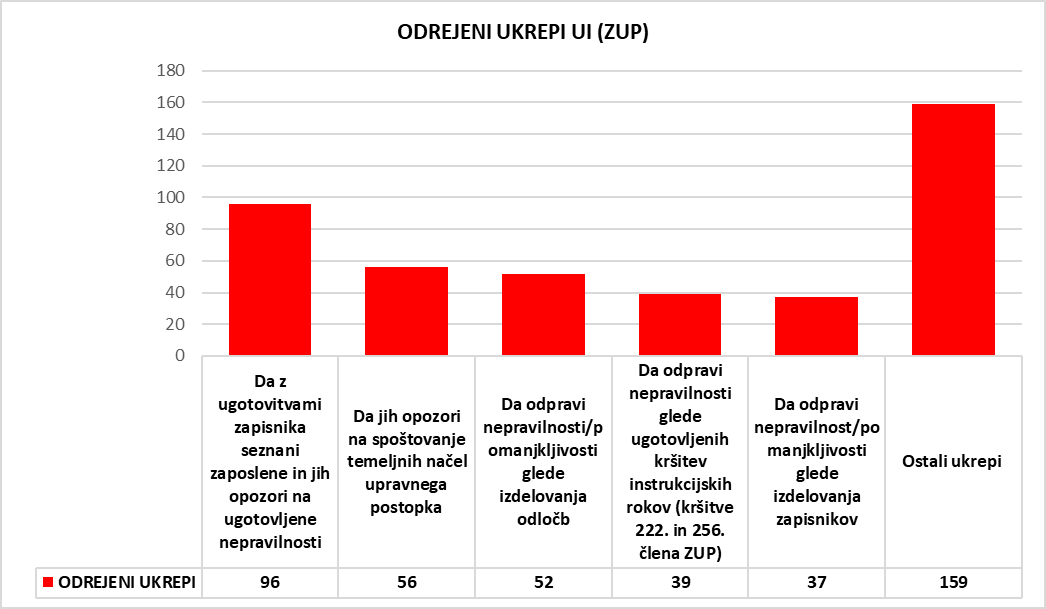 ODREJENI UKREPI UI (ZUP)
180
160
140
120
100
80
60
40
20
0
Da z
ugotovitvami
zapisnika
seznani
zaposlene in jih
opozori na
ugotovljene
nepravilnosti
Da jih opozori
na spoštovanje
temeljnih načel
upravnega
postopka
Da odpravi
nepravilnosti/p
omanjkljivosti
glede
izdelovanja
odločb
Da odpravi
nepravilnosti
glede
ugotovljenih
kršitev
instrukcijskih
rokov (kršitve
222. in 256.
člena ZUP)
Da odpravi
nepravilnost/po
manjkljivosti
glede
izdelovanja
zapisnikov
Ostali ukrepi
ODREJENI UKREPI 96 56 52 39 37 159